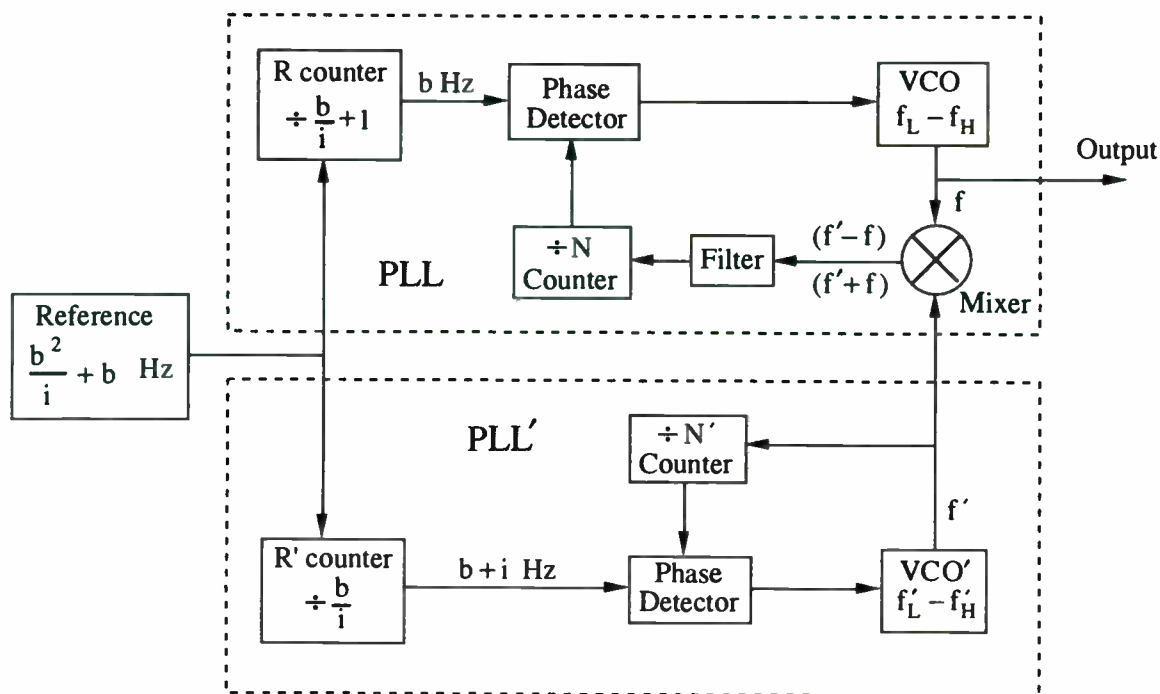 R counter
÷ b/i + 1
b Hz
Phase
Detector
VCO
f_L – f_H
Output
f
÷ N
Counter
Filter
(f′– f)
(f′+ f)
Mixer
PLL
Reference
b²/i + b Hz
PLL′
÷ N′
Counter
f′
R' counter
÷ b/i
b + i Hz
Phase
Detector
VCO′
f′_L – f′_H